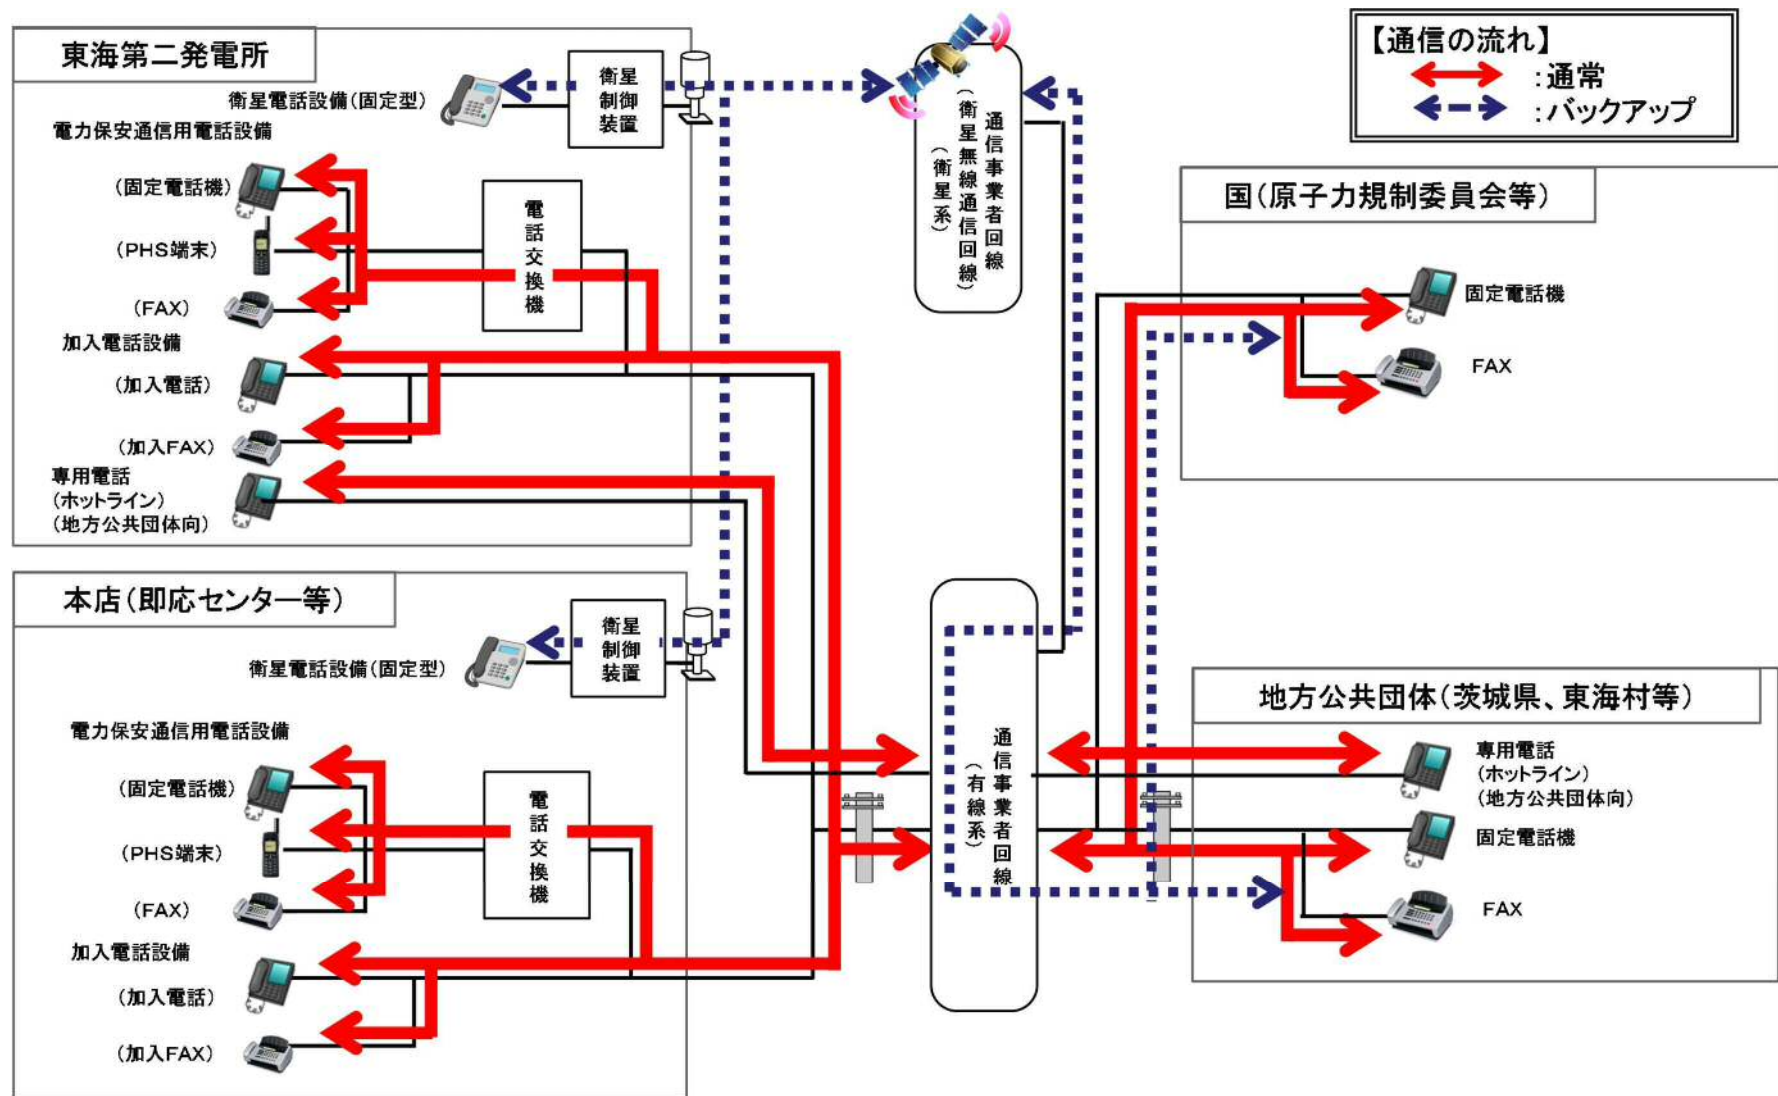 東海第二発電所
衛星電話設備(固定型)
衛星
制御
装置
電力保安通信用電話設備
(固定電話機)
(PHS端末)
(FAX)
電話交換機
加入電話設備
(加入電話)
(加入FAX)
専用電話
(ホットライン)
(地方公共団体向)
本店(即応センター等)
衛星電話設備(固定型)
衛星
制御
装置
電力保安通信用電話設備
(固定電話機)
(PHS端末)
(FAX)
電話交換機
加入電話設備
(加入電話)
(加入FAX)
通信事業者回線
(衛星無線通信回線)
(衛星系)
通信事業者回線
(有線系)
【通信の流れ】
:通常
:バックアップ
国(原子力規制委員会等)
固定電話機
FAX
地方公共団体(茨城県、東海村等)
専用電話
(ホットライン)
(地方公共団体向)
固定電話機
FAX